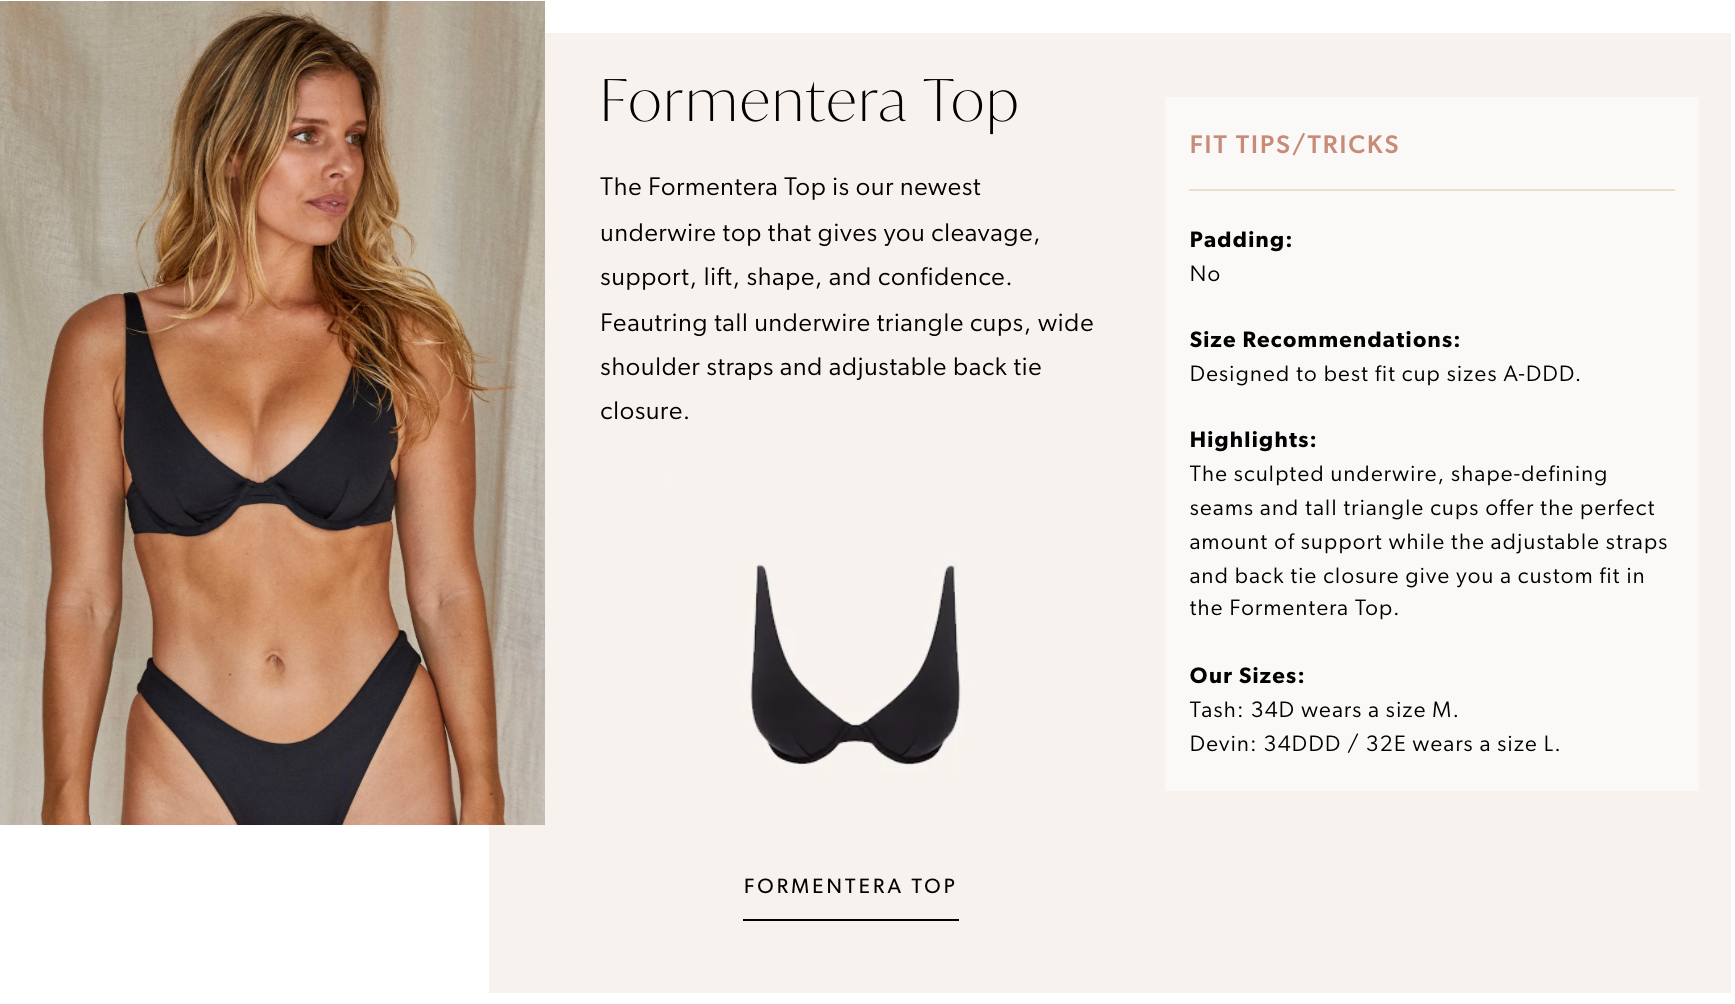 Formentera Top
The Formentera Top is our newest
underwire top that gives you cleavage,
support, lift, shape, and confidence.
Feautring tall underwire triangle cups, wide
shoulder straps and adjustable back tie
closure.
FORMENTERA TOP
FIT TIPS/TRICKS
Padding:
No
Size Recommendations:
Designed to best fit cup sizes A-DDD.
Highlights:
The sculpted underwire, shape-defining
seams and tall triangle cups offer the perfect
amount of support while the adjustable straps
and back tie closure give you a custom fit in
the Formentera Top.
Our Sizes:
Tash: 34D wears a size M.
Devin: 34DDD / 32E wears a size L.